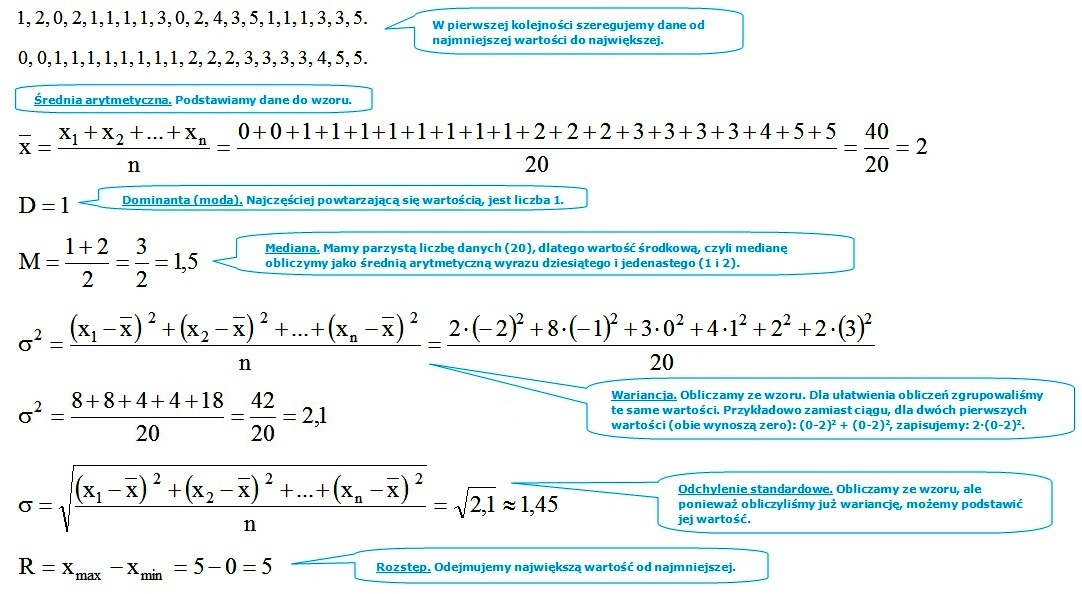 1, 2, 0, 2, 1, 1, 1, 1, 3, 0, 2, 4, 3, 5, 1, 1, 1, 3, 3, 5.
W pierwszej kolejności szeregujemy dane od
najmniejszej wartości do największej.
0, 0, 1, 1, 1, 1, 1, 1, 1, 1, 2, 2, 2, 3, 3, 3, 3, 4, 5, 5.
Średnia arytmetyczna. Podstawiamy dane do wzoru.
x̅ = (x₁ + x₂ + ... + xₙ) / n = (0+0+1+1+1+1+1+1+1+1+2+2+2+3+3+3+3+4+5+5) / 20 = 40/20 = 2
D = 1
Dominanta (moda). Najczęściej powtarzającą się wartością, jest liczba 1.
M = (1+2)/2 = 3/2 = 1,5
Mediana. Mamy parzystą liczbę danych (20), dlatego wartość środkową, czyli medianę
obliczymy jako średnią arytmetyczną wyrazu dziesiątego i jedenastego (1 i 2).
σ² = ((x₁ − x̅)² + (x₂ − x̅)² + ... + (xₙ − x̅)²) / n = (2·(−2)² + 8·(−1)² + 3·0² + 4·1² + 2² + 2·(3)²) / 20
Wariancja. Obliczamy ze wzoru. Dla ułatwienia obliczeń zgrupowaliśmy
te same wartości. Przykładowo zamiast ciągu, dla dwóch pierwszych
wartości (obie wynoszą zero): (0-2)² + (0-2)², zapisujemy: 2·(0-2)².
σ² = (8+8+4+4+18) / 20 = 42/20 = 2,1
σ = √(((x₁ − x̅)² + (x₂ − x̅)² + ... + (xₙ − x̅)²) / n) = √2,1 ≈ 1,45
Odchylenie standardowe. Obliczamy ze wzoru, ale
ponieważ obliczyliśmy już wariancję, możemy podstawić
jej wartość.
R = x_max − x_min = 5 − 0 = 5
Rozstęp. Odejmujemy największą wartość od najmniejszej.